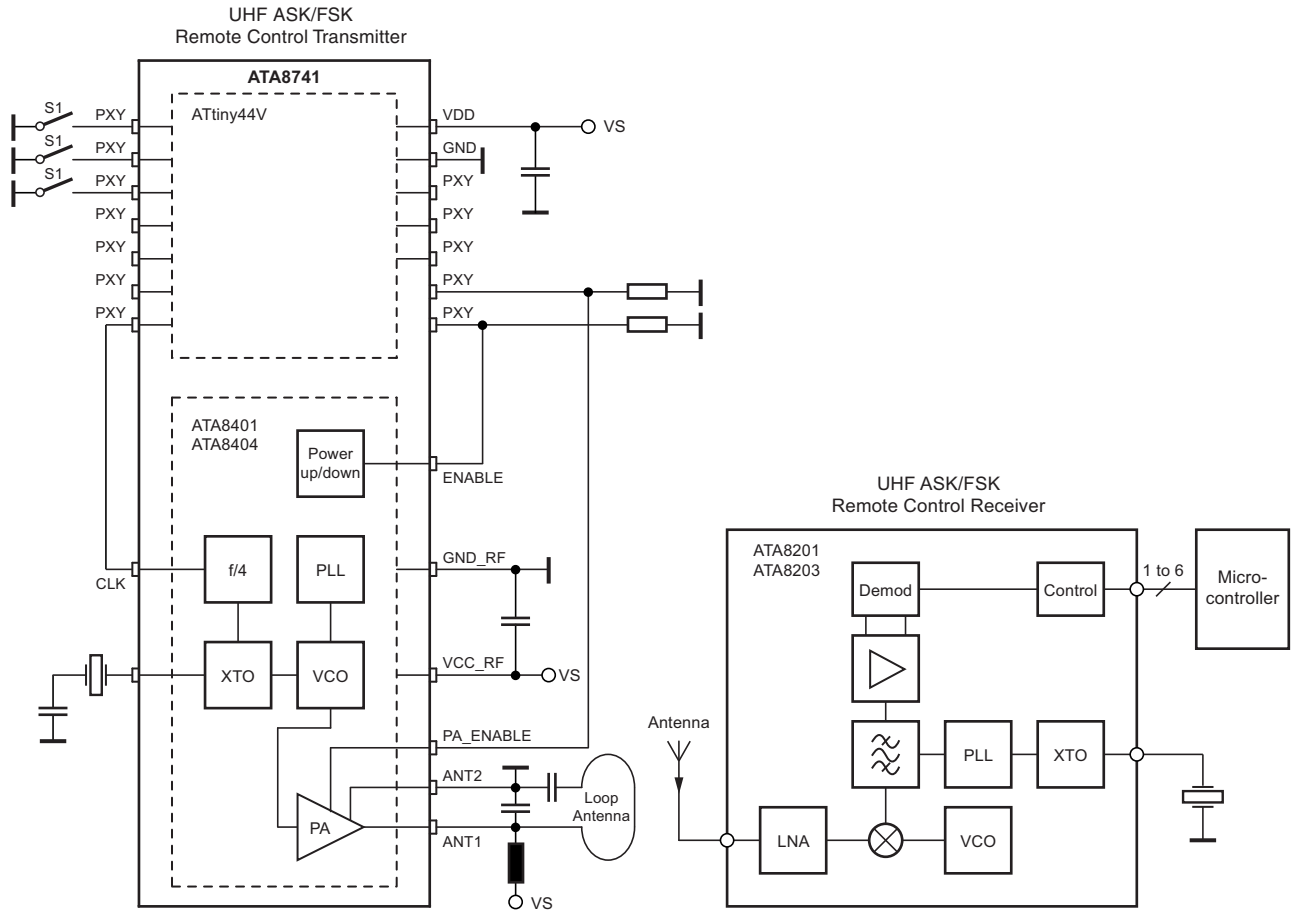 UHF ASK/FSK
Remote Control Transmitter
ATA8741
ATtiny44V
S1
PXY
S1
PXY
S1
PXY
PXY
PXY
PXY
PXY
VDD
VS
GND
PXY
PXY
PXY
PXY
PXY
ATA8401
ATA8404
Power
up/down
ENABLE
f/4
PLL
CLK
GND_RF
XTO
VCO
VCC_RF
VS
PA_ENABLE
ANT2
PA
ANT1
Loop
Antenna
VS
UHF ASK/FSK
Remote Control Receiver
ATA8201
ATA8203
Demod
Control
1 to 6
Micro-
controller
Antenna
PLL
XTO
LNA
VCO